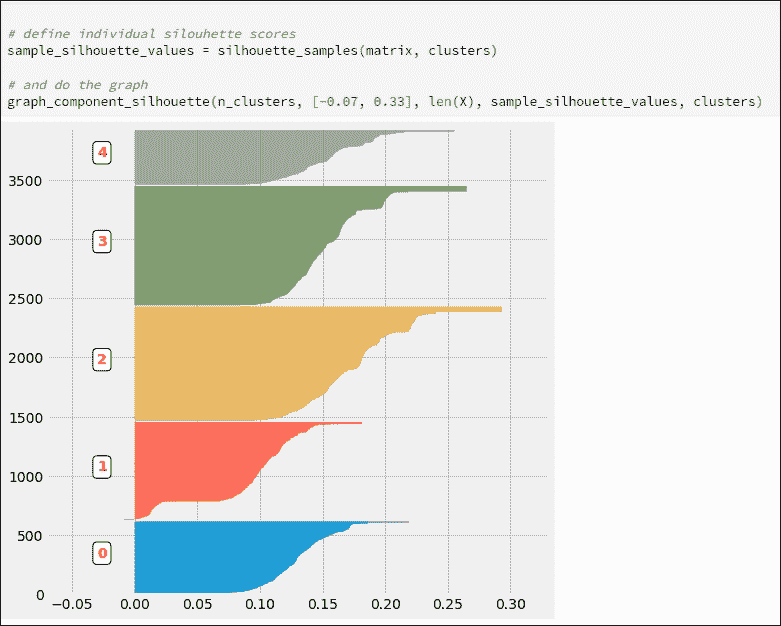 # define individual silouhette scores
sample_silhouette_values = silhouette_samples(matrix, clusters)
# and do the graph
graph_component_silhouette(n_clusters, [-0.07, 0.33], len(X), sample_silhouette_values, clusters)
4
3500
3
3000
2500
2
2000
1500
1
1000
500
0
0
−0.05 0.00 0.05 0.10 0.15 0.20 0.25 0.30